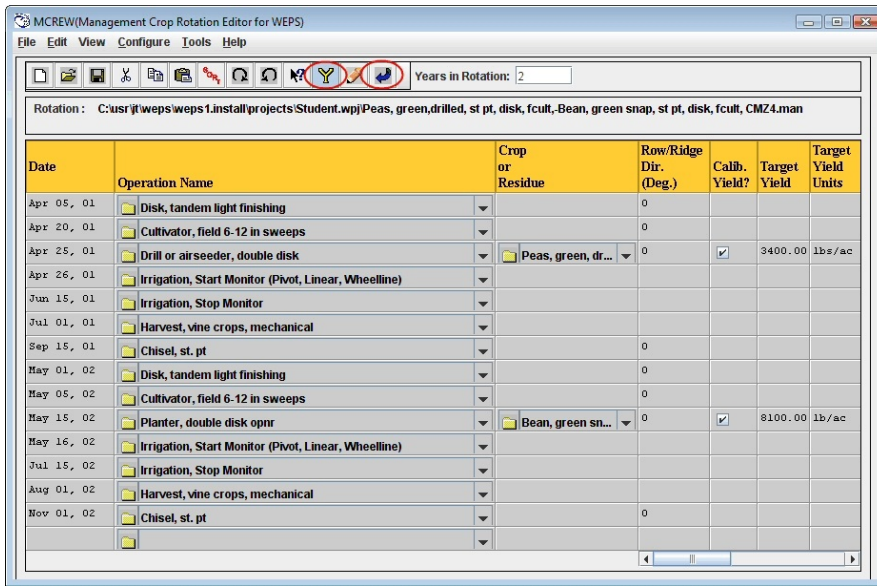 MCREW(Management Crop Rotation Editor for WEPS)
File Edit View Configure Tools Help
Years in Rotation: 2
Rotation : C:\usr\jt\weps\weps1.install\projects\Student.wpj\Peas, green,drilled, st pt, disk, fcult,-Bean, green snap, st pt, disk, fcult, CMZ4.man
Date Operation Name Crop or Residue Row/Ridge Dir. (Deg.) Calib. Yield? Target Yield Target Yield Units
Apr 05, 01 Disk, tandem light finishing 0
Apr 20, 01 Cultivator, field 6-12 in sweeps 0
Apr 25, 01 Drill or airseeder, double disk Peas, green, dr... 0 3400.00 lbs/ac
Apr 26, 01 Irrigation, Start Monitor (Pivot, Linear, Wheelline)
Jun 15, 01 Irrigation, Stop Monitor
Jul 01, 01 Harvest, vine crops, mechanical
Sep 15, 01 Chisel, st. pt 0
May 01, 02 Disk, tandem light finishing 0
May 05, 02 Cultivator, field 6-12 in sweeps 0
May 15, 02 Planter, double disk opnr Bean, green sn... 0 8100.00 lb/ac
May 16, 02 Irrigation, Start Monitor (Pivot, Linear, Wheelline)
Jul 15, 02 Irrigation, Stop Monitor
Aug 01, 02 Harvest, vine crops, mechanical
Nov 01, 02 Chisel, st. pt 0